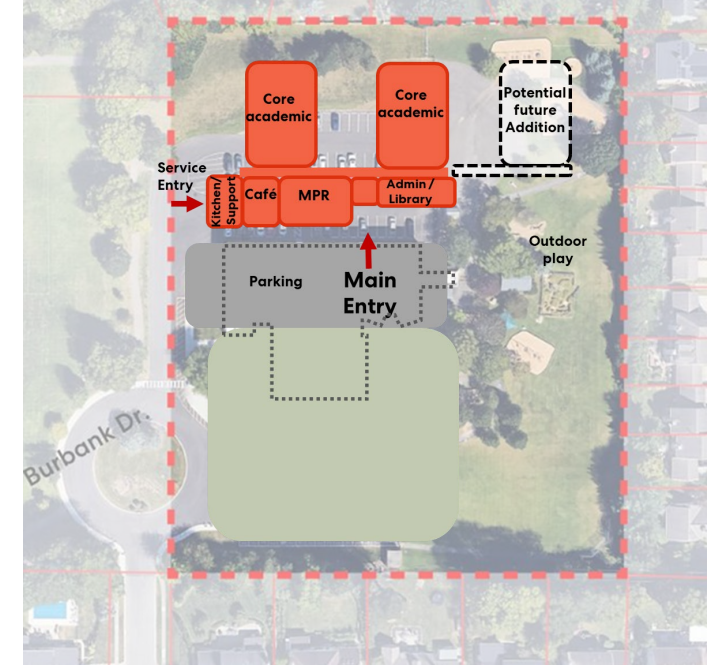 Core
academic
Core
academic
Potential
future
Addition
Service
Entry
Kitchen/
Support
Café
MPR
Admin /
Library
Outdoor
play
Parking
Main
Entry
Burbank Dr.